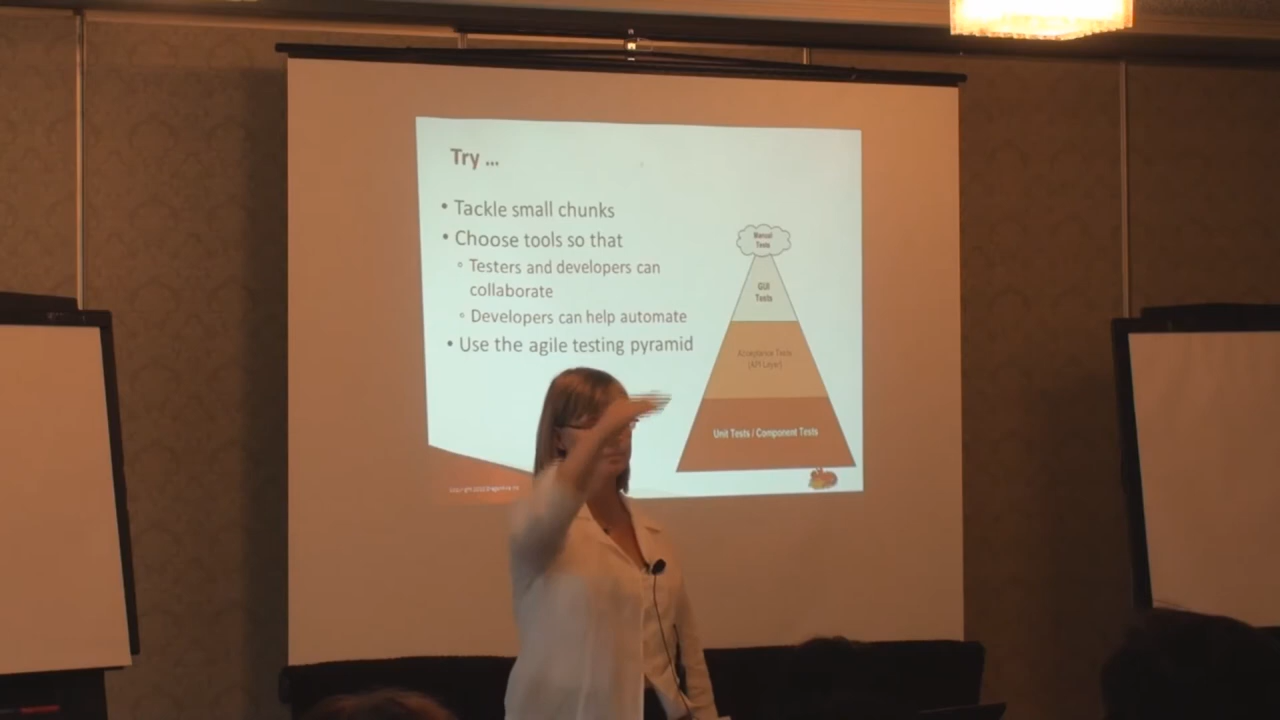 Try ...
• Tackle small chunks
• Choose tools so that
◦ Testers and developers can
collaborate
◦ Developers can help automate
• Use the agile testing pyramid
Manual
Tests
GUI
Tests
Acceptance Tests
(API Layer)
Unit Tests / Component Tests